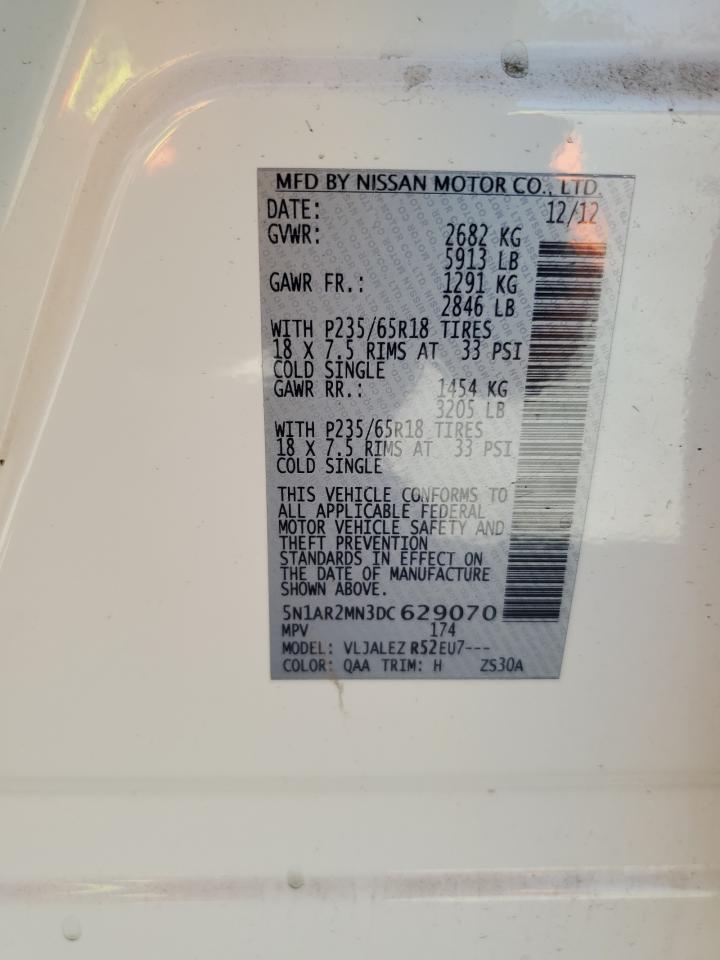 MFD BY NISSAN MOTOR CO., LTD.
DATE: 12/12
GVWR: 2682 KG
5913 LB
GAWR FR.: 1291 KG
2846 LB
WITH P235/65R18 TIRES
18 X 7.5 RIMS AT 33 PSI
COLD SINGLE
GAWR RR.: 1454 KG
3205 LB
WITH P235/65R18 TIRES
18 X 7.5 RIMS AT 33 PSI
COLD SINGLE
THIS VEHICLE CONFORMS TO
ALL APPLICABLE FEDERAL
MOTOR VEHICLE SAFETY AND
THEFT PREVENTION
STANDARDS IN EFFECT ON
THE DATE OF MANUFACTURE
SHOWN ABOVE.
5N1AR2MN3DC629070
MPV 174
MODEL: VLJALEZ R52EU7---
COLOR: QAA TRIM: H ZS30A